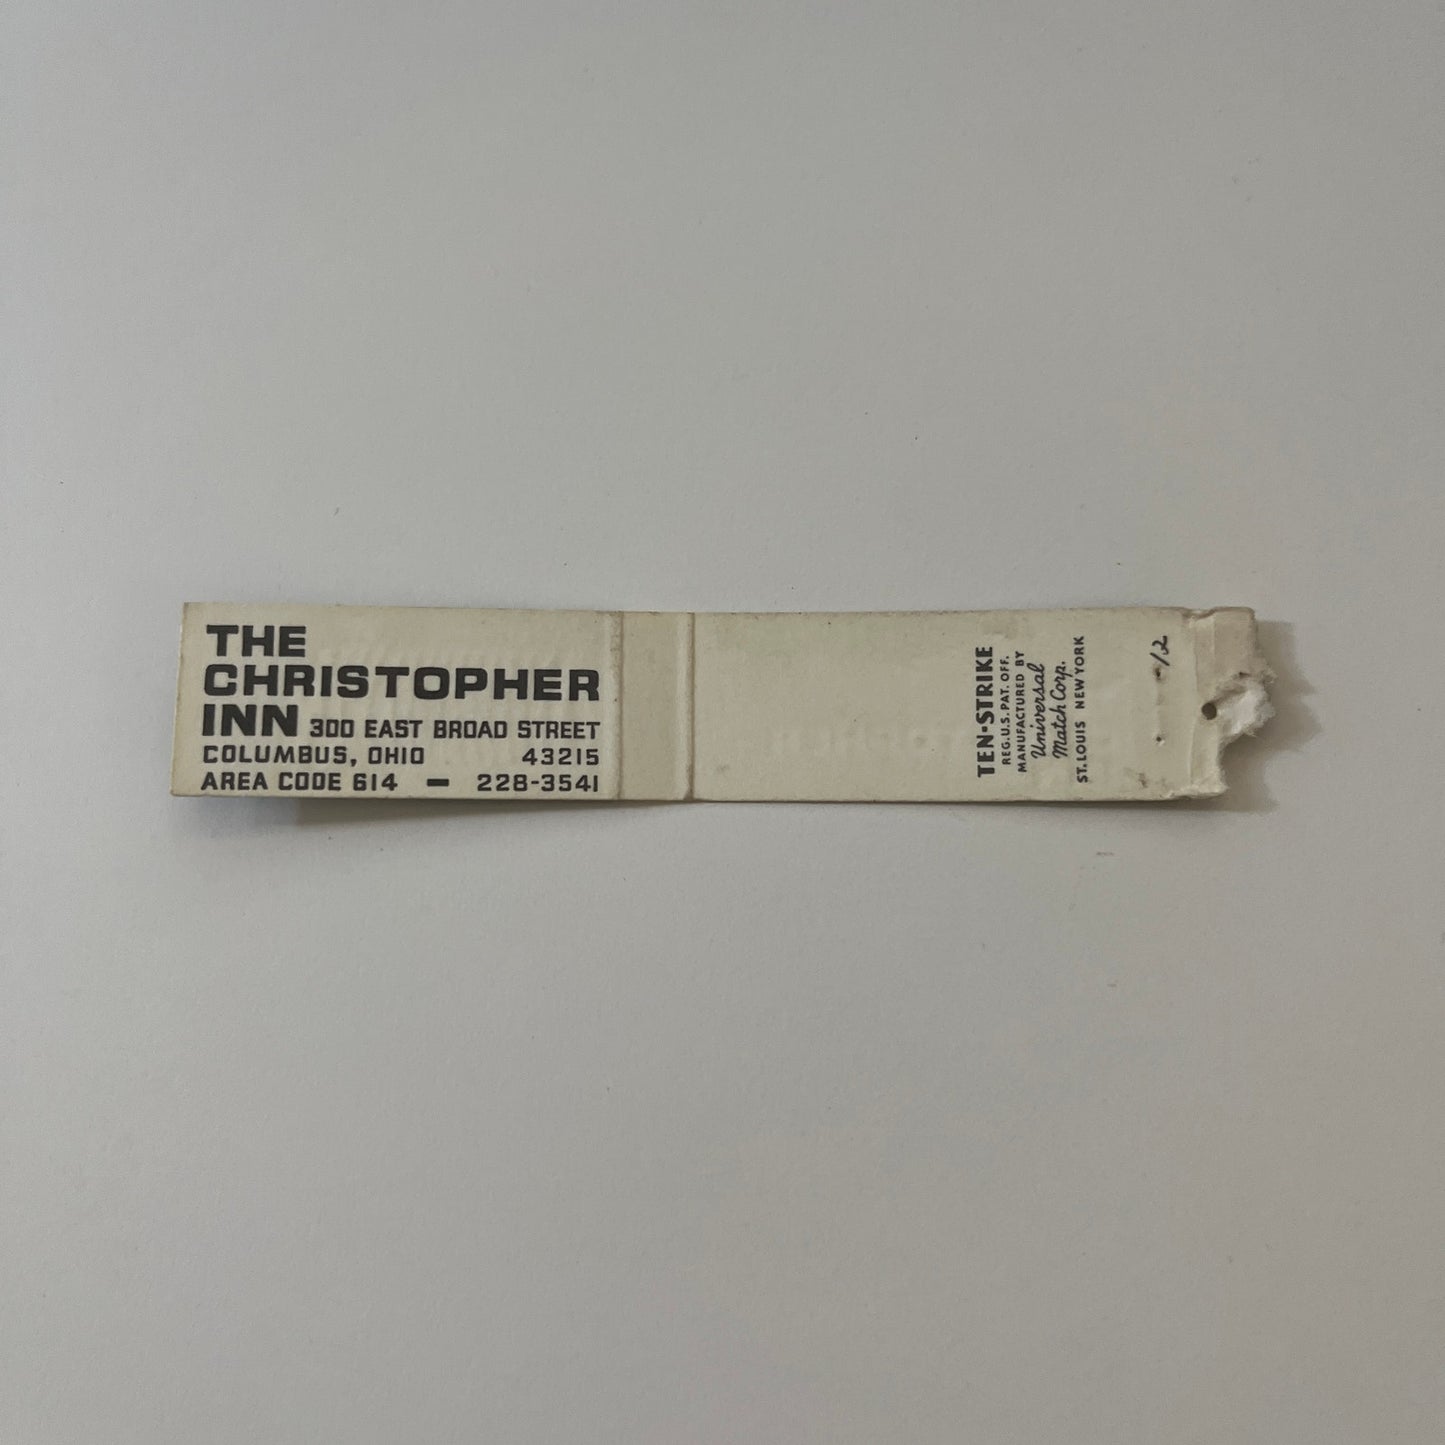 THE
CHRISTOPHER
INN 300 EAST BROAD STREET
COLUMBUS, OHIO 43215
AREA CODE 614 — 228-3541
TEN-STRIKE
REG. U.S. PAT. OFF.
MANUFACTURED BY
Universal
Match Corp.
ST. LOUIS NEW YORK